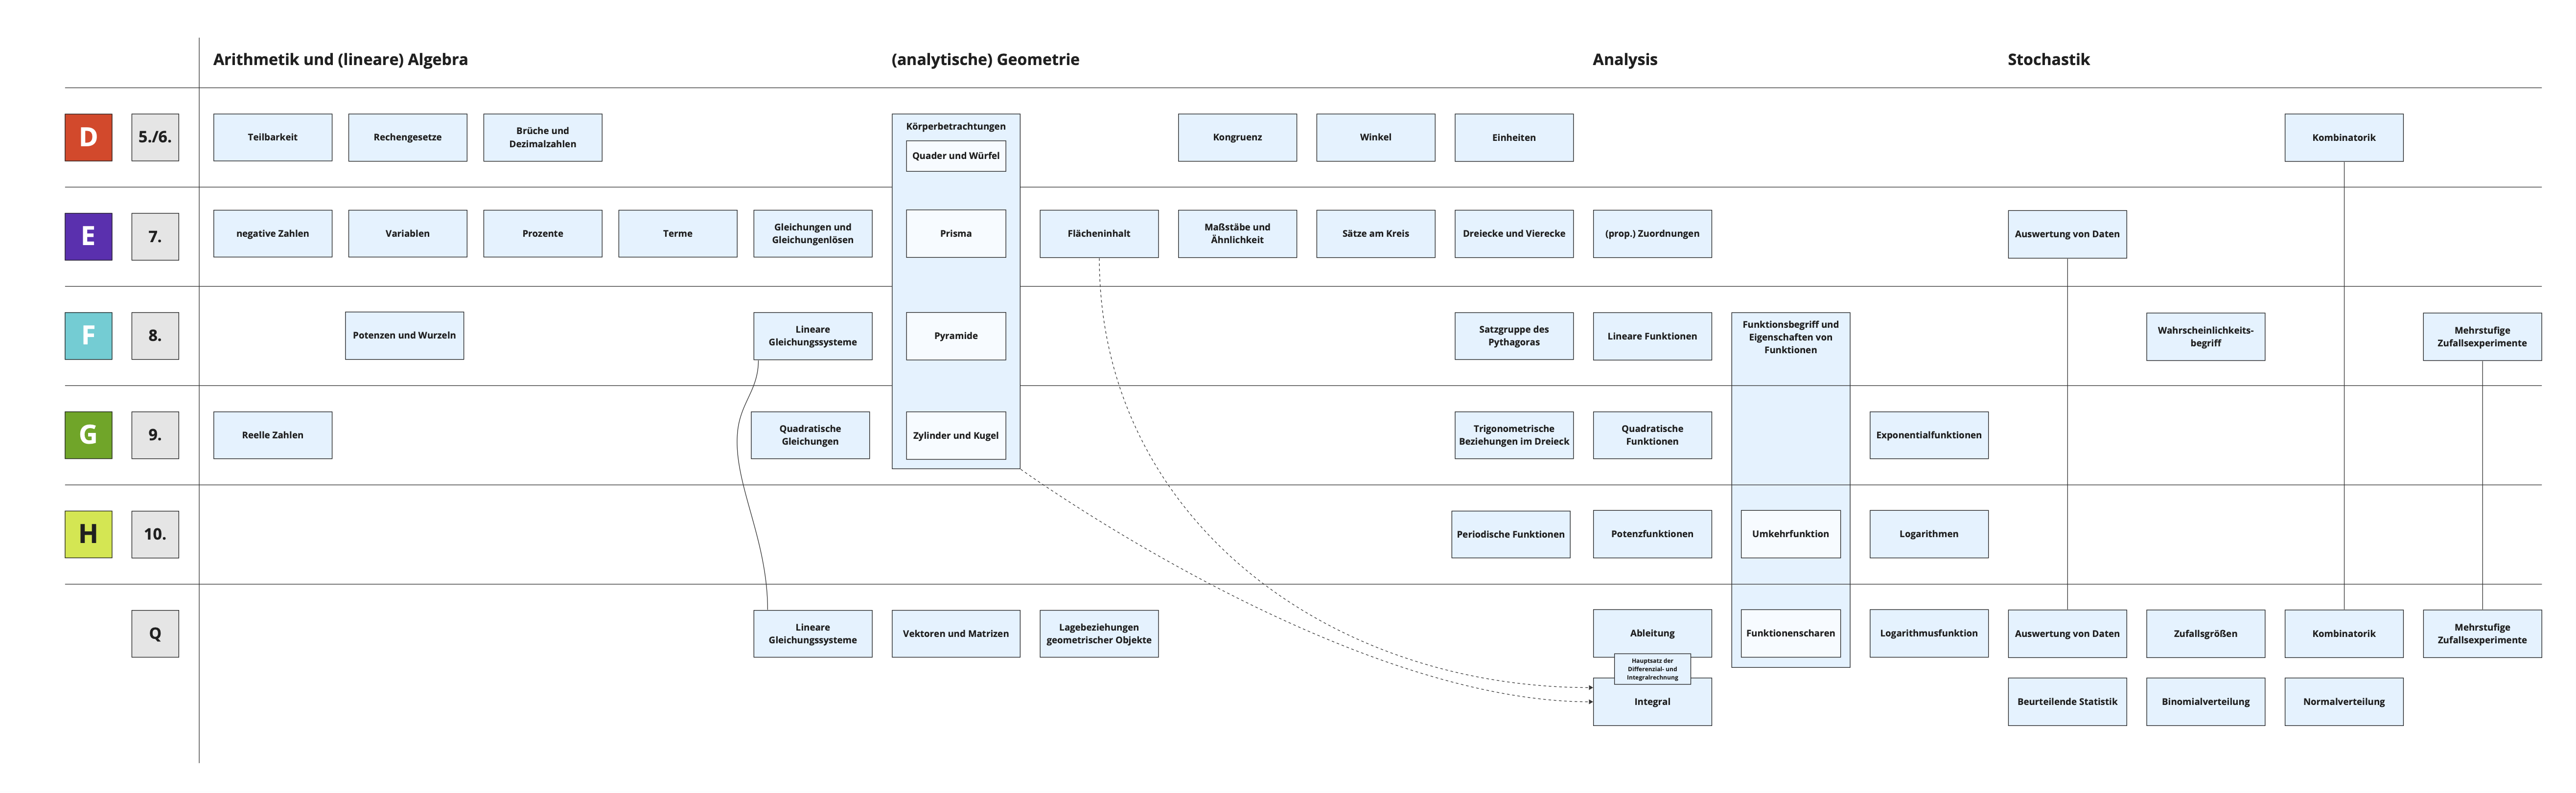 Arithmetik und (lineare) Algebra
(analytische) Geometrie
Analysis
Stochastik
D
5./6.
Teilbarkeit
Rechengesetze
Brüche und
Dezimalzahlen
Körperbetrachtungen
Quader und Würfel
Kongruenz
Winkel
Einheiten
Kombinatorik
E
7.
negative Zahlen
Variablen
Prozente
Terme
Gleichungen und
Gleichungenlösen
Prisma
Flächeninhalt
Maßstäbe und
Ähnlichkeit
Sätze am Kreis
Dreiecke und Vierecke
(prop.) Zuordnungen
Auswertung von Daten
F
8.
Potenzen und Wurzeln
Lineare
Gleichungssysteme
Pyramide
Satzgruppe des
Pythagoras
Lineare Funktionen
Funktionsbegriff und
Eigenschaften von
Funktionen
Wahrscheinlichkeits-
begriff
Mehrstufige
Zufallsexperimente
G
9.
Reelle Zahlen
Quadratische
Gleichungen
Zylinder und Kugel
Trigonometrische
Beziehungen im Dreieck
Quadratische
Funktionen
Exponentialfunktionen
H
10.
Periodische Funktionen
Potenzfunktionen
Umkehrfunktion
Logarithmen
Q
Lineare
Gleichungssysteme
Vektoren und Matrizen
Lagebeziehungen
geometrischer Objekte
Ableitung
Funktionenscharen
Logarithmusfunktion
Auswertung von Daten
Zufallsgrößen
Kombinatorik
Mehrstufige
Zufallsexperimente
Hauptsatz der
Differenzial- und
Integralrechnung
Integral
Beurteilende Statistik
Binomialverteilung
Normalverteilung